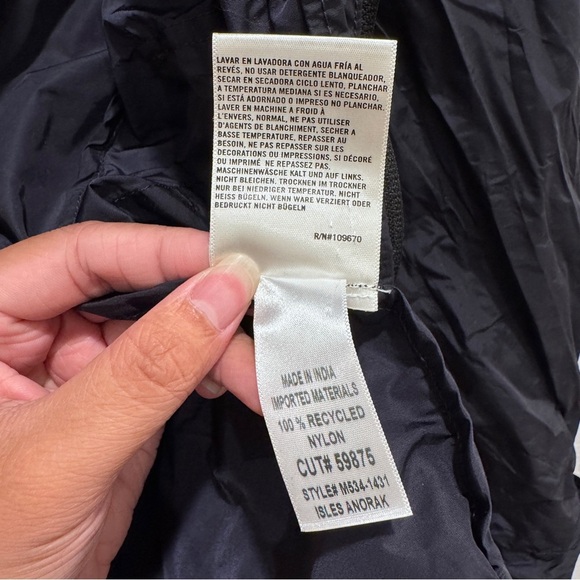 LAVAR EN LAVADORA CON AGUA FRÍA AL
REVÉS, NO USAR DETERGENTE BLANQUEADOR,
SECAR EN SECADORA CICLO LENTO, PLANCHAR
A TEMPERATURA MEDIANA SI ES NECESARIO,
SI ESTÁ ADORNADO O IMPRESO NO PLANCHAR.
LAVER EN MACHINE A FROID À
L'ENVERS, NORMAL, NE PAS UTILISER
D'AGENTS DE BLANCHIMENT, SECHER A
BASSE TEMPERATURE, REPASSER AU
BESOIN, NE PAS REPASSER SUR LES
DÉCORATIONS OU IMPRESSIONS, SI DÉCORÉ
OU IMPRIMÉ NE REPASSEZ PAS.
MASCHINENWÄSCHE KALT UND AUF LINKS.
NICHT BLEICHEN. TROCKNEN IM TROCKNER
NUR BEI NIEDRIGER TEMPERATUR. NICHT
HEISS BÜGELN. WENN WARE VERZIERT ODER
BEDRUCKT NICHT BÜGELN
R/N#109670
MADE IN INDIA
IMPORTED MATERIALS
100 % RECYCLED
NYLON
CUT# 59875
STYLE# M534-1431
ISLES ANORAK